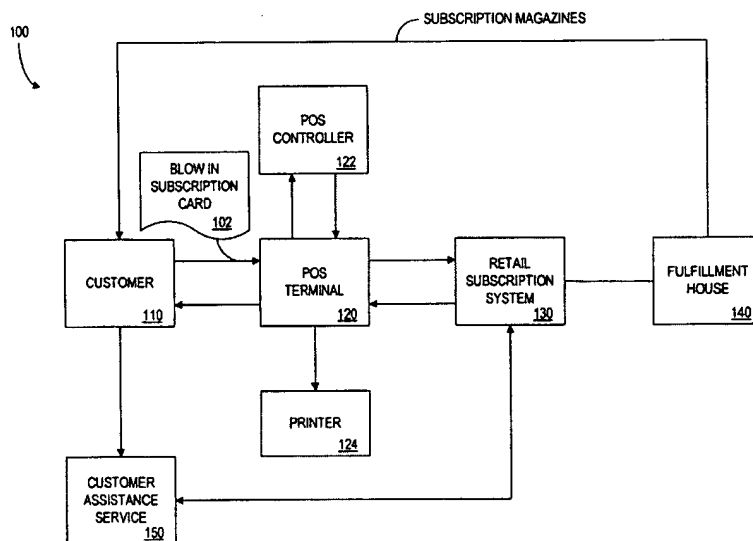 SUBSCRIPTION MAGAZINES
100
POS
CONTROLLER
122
BLOW IN
SUBSCRIPTION
CARD
102
CUSTOMER
110
POS
TERMINAL
120
RETAIL
SUBSCRIPTION
SYSTEM
130
FULFILLMENT
HOUSE
140
PRINTER
124
CUSTOMER
ASSISTANCE
SERVICE
150